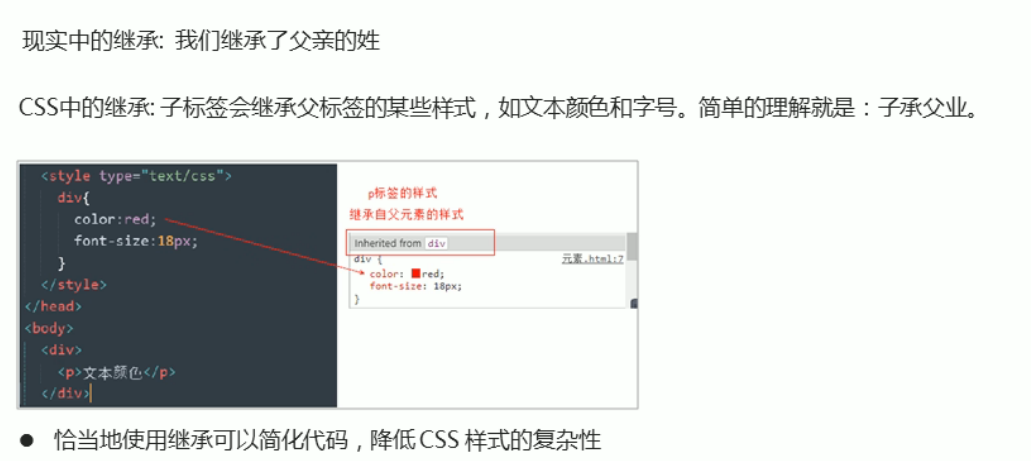 现实中的继承: 我们继承了父亲的姓
CSS中的继承: 子标签会继承父标签的某些样式，如文本颜色和字号。简单的理解就是：子承父业。
<style type="text/css">
div{
color:red;
font-size:18px;
}
</style>
</head>
<body>
<div>
<p>文本颜色</p>
</div>
p标签的样式
继承自父元素的样式
Inherited from div
div { 元素.html:7
color: red;
font-size: 18px;
}
● 恰当地使用继承可以简化代码，降低 CSS 样式的复杂性